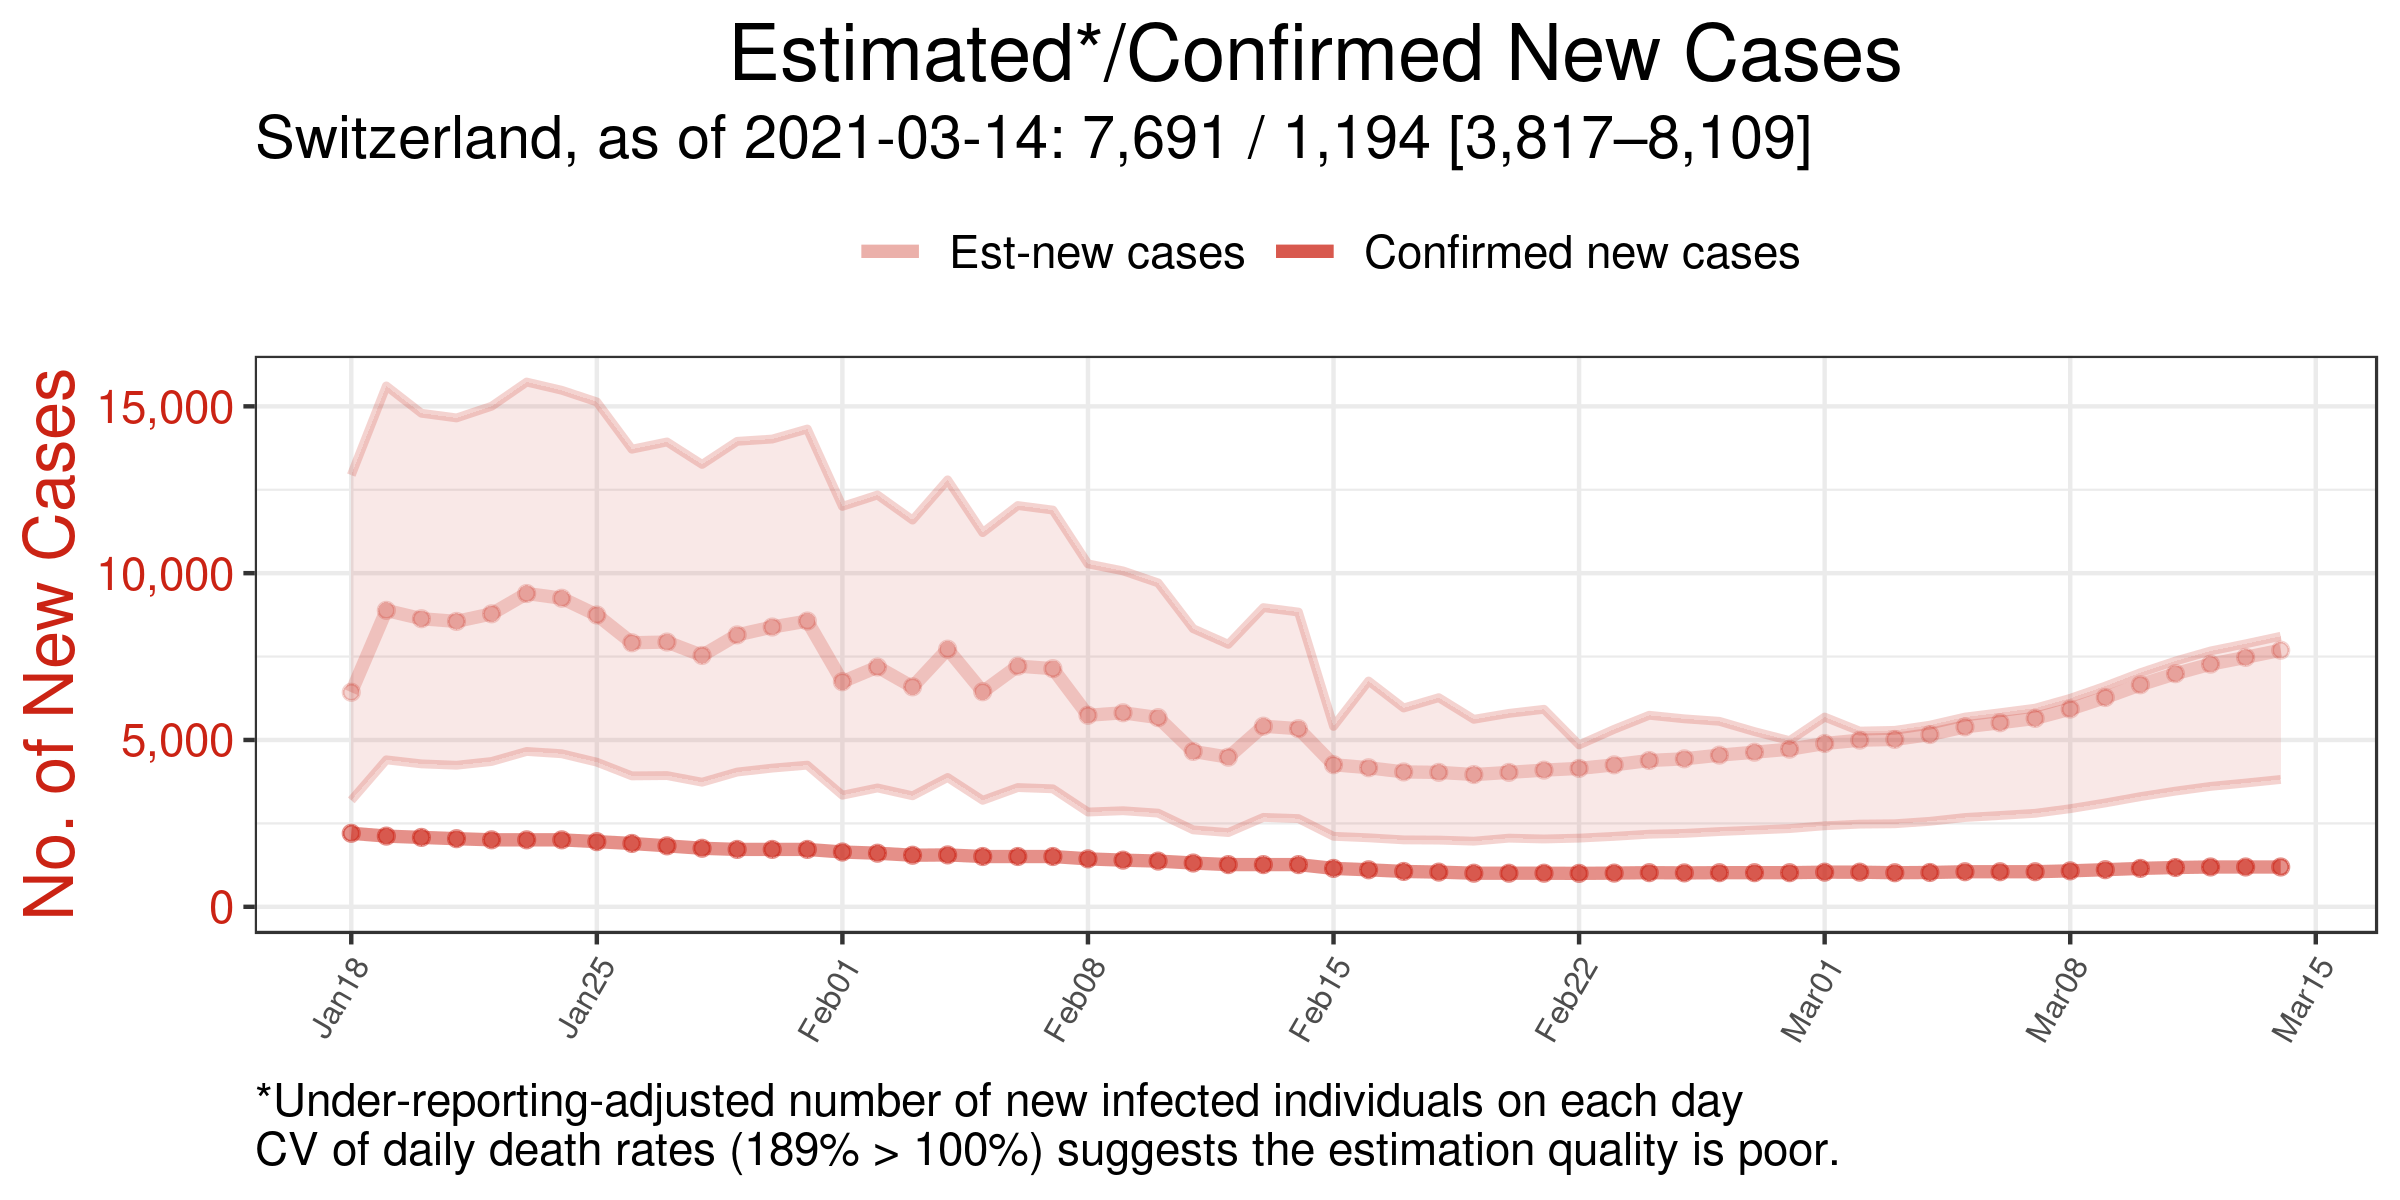 Estimated*/Confirmed New Cases
Switzerland, as of 2021-03-14: 7,691 / 1,194 [3,817–8,109]
Est-new cases
Confirmed new cases
No. of New Cases
15,000
10,000
5,000
0
Jan18
Jan25
Feb01
Feb08
Feb15
Feb22
Mar01
Mar08
Mar15
*Under-reporting-adjusted number of new infected individuals on each day
CV of daily death rates (189% > 100%) suggests the estimation quality is poor.